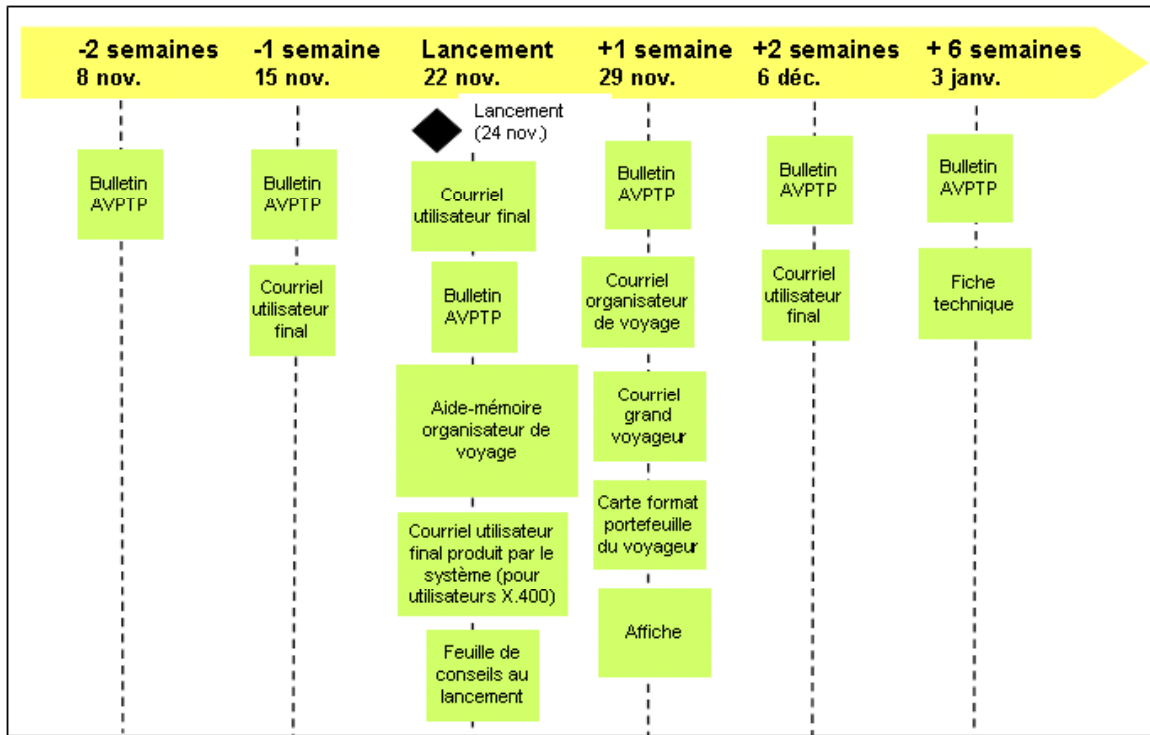 -2 semaines
8 nov.
-1 semaine
15 nov.
Lancement
22 nov.
+1 semaine
29 nov.
+2 semaines
6 déc.
+ 6 semaines
3 janv.
Lancement
(24 nov.)
Bulletin
AVPTP
Bulletin
AVPTP
Courriel
utilisateur
final
Courriel
utilisateur final
Bulletin
AVPTP
Aide-mémoire
organisateur de
voyage
Courriel utilisateur
final produit par le
système (pour
utilisateurs X.400)
Feuille de
conseils au
lancement
Bulletin
AVPTP
Courriel
organisateur
de voyage
Courriel
grand
voyageur
Carte format
portefeuille
du voyageur
Affiche
Bulletin
AVPTP
Courriel
utilisateur
final
Bulletin
AVPTP
Fiche
technique